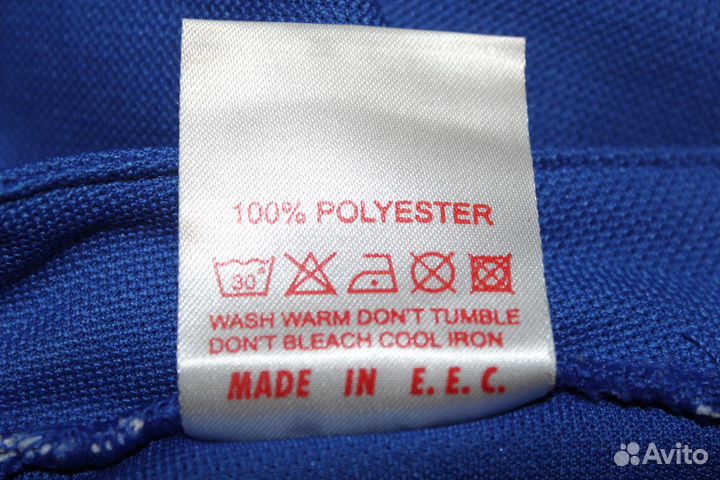 100% POLYESTER
30°
WASH WARM DON'T TUMBLE
DON'T BLEACH COOL IRON
MADE IN E.E.C.
Avito